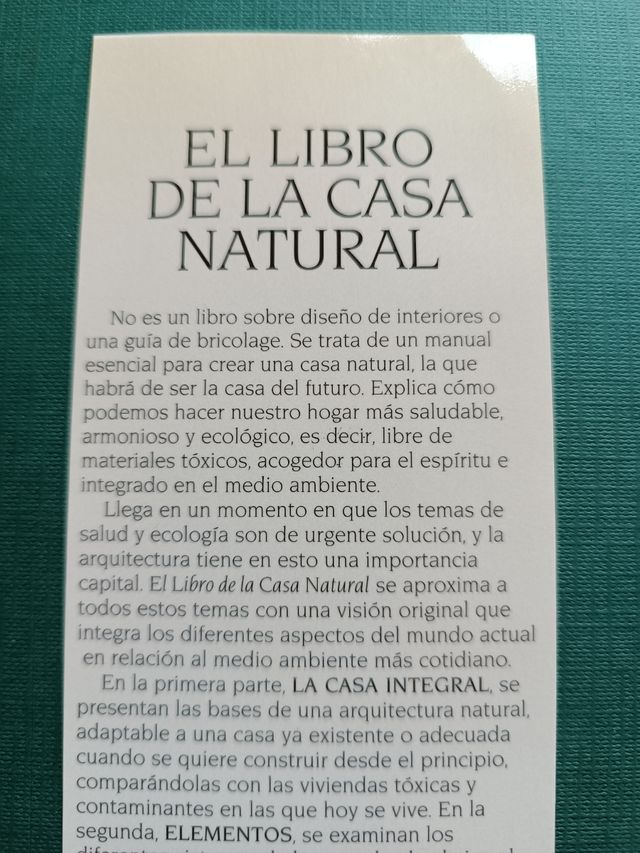 EL LIBRO
DE LA CASA
NATURAL
No es un libro sobre diseño de interiores o
una guía de bricolage. Se trata de un manual
esencial para crear una casa natural, la que
habrá de ser la casa del futuro. Explica cómo
podemos hacer nuestro hogar más saludable,
armonioso y ecológico, es decir, libre de
materiales tóxicos, acogedor para el espíritu e
integrado en el medio ambiente.
Llega en un momento en que los temas de
salud y ecología son de urgente solución, y la
arquitectura tiene en esto una importancia
capital. El Libro de la Casa Natural se aproxima a
todos estos temas con una visión original que
integra los diferentes aspectos del mundo actual
en relación al medio ambiente más cotidiano.
En la primera parte, LA CASA INTEGRAL, se
presentan las bases de una arquitectura natural,
adaptable a una casa ya existente o adecuada
cuando se quiere construir desde el principio,
comparándolas con las viviendas tóxicas y
contaminantes en las que hoy se vive. En la
segunda, ELEMENTOS, se examinan los